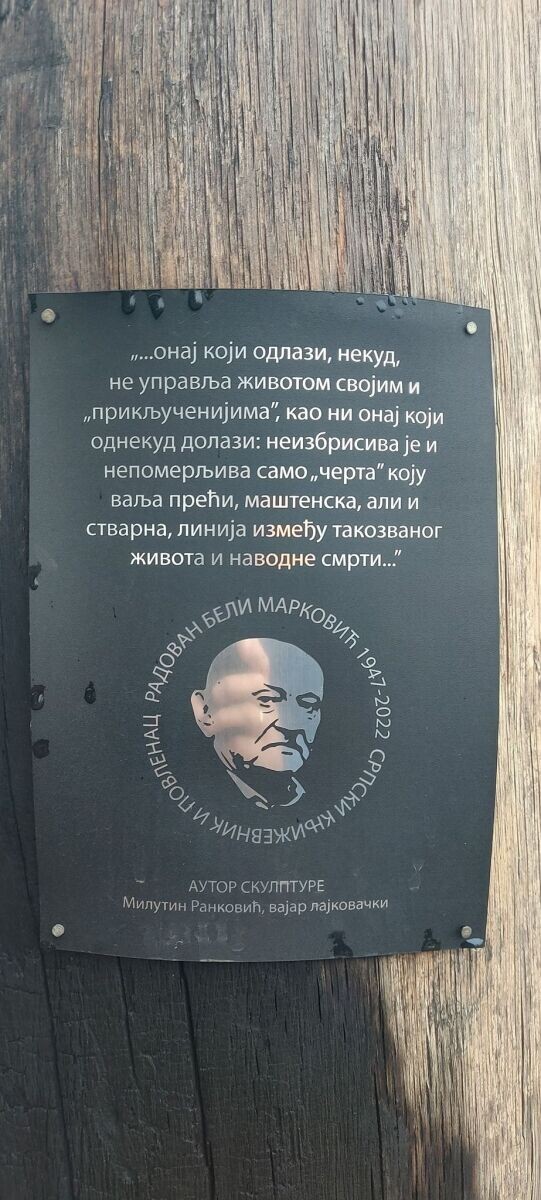 „...онај који одлази, некуд,
не управља животом својим и
„прикљученијима”, као ни онај који
однекуд долази: неизбрисива је и
непомерљива само „черта” коју
ваља прећи, маштенска, али и
стварна, линија између такозваног
живота и наводне смрти...”
РАДОВАН БЕЛИ МАРКОВИЋ 1947-2022 СРПСКИ КЊИЖЕВНИК И ПОВЛЕНАЦ
АУТОР СКУЛПТУРЕ
Милутин Ранковић, вајар лајковачки